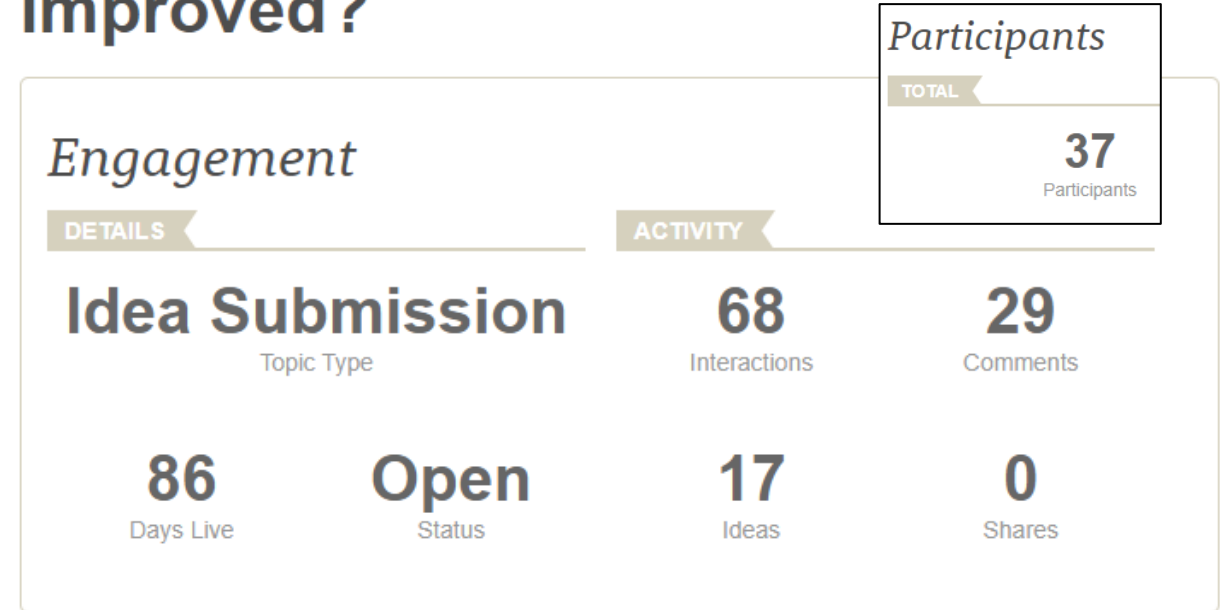 Improved?
Participants
TOTAL
37
Participants
Engagement
DETAILS
Idea Submission
Topic Type
86
Days Live
Open
Status
ACTIVITY
68
Interactions
29
Comments
17
Ideas
0
Shares